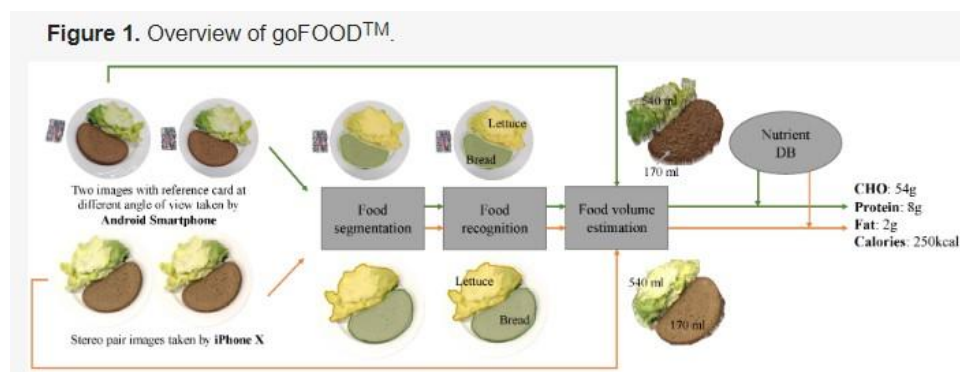 Figure 1. Overview of goFOOD™.
Two images with reference card at
different angle of view taken by
Android Smartphone
Stereo pair images taken by iPhone X
Lettuce
Bread
Food
segmentation
Food
recognition
Food volume
estimation
Lettuce
Bread
540 ml
170 ml
Nutrient
DB
540 ml
170 ml
CHO: 54g
Protein: 8g
Fat: 2g
Calories: 250kcal